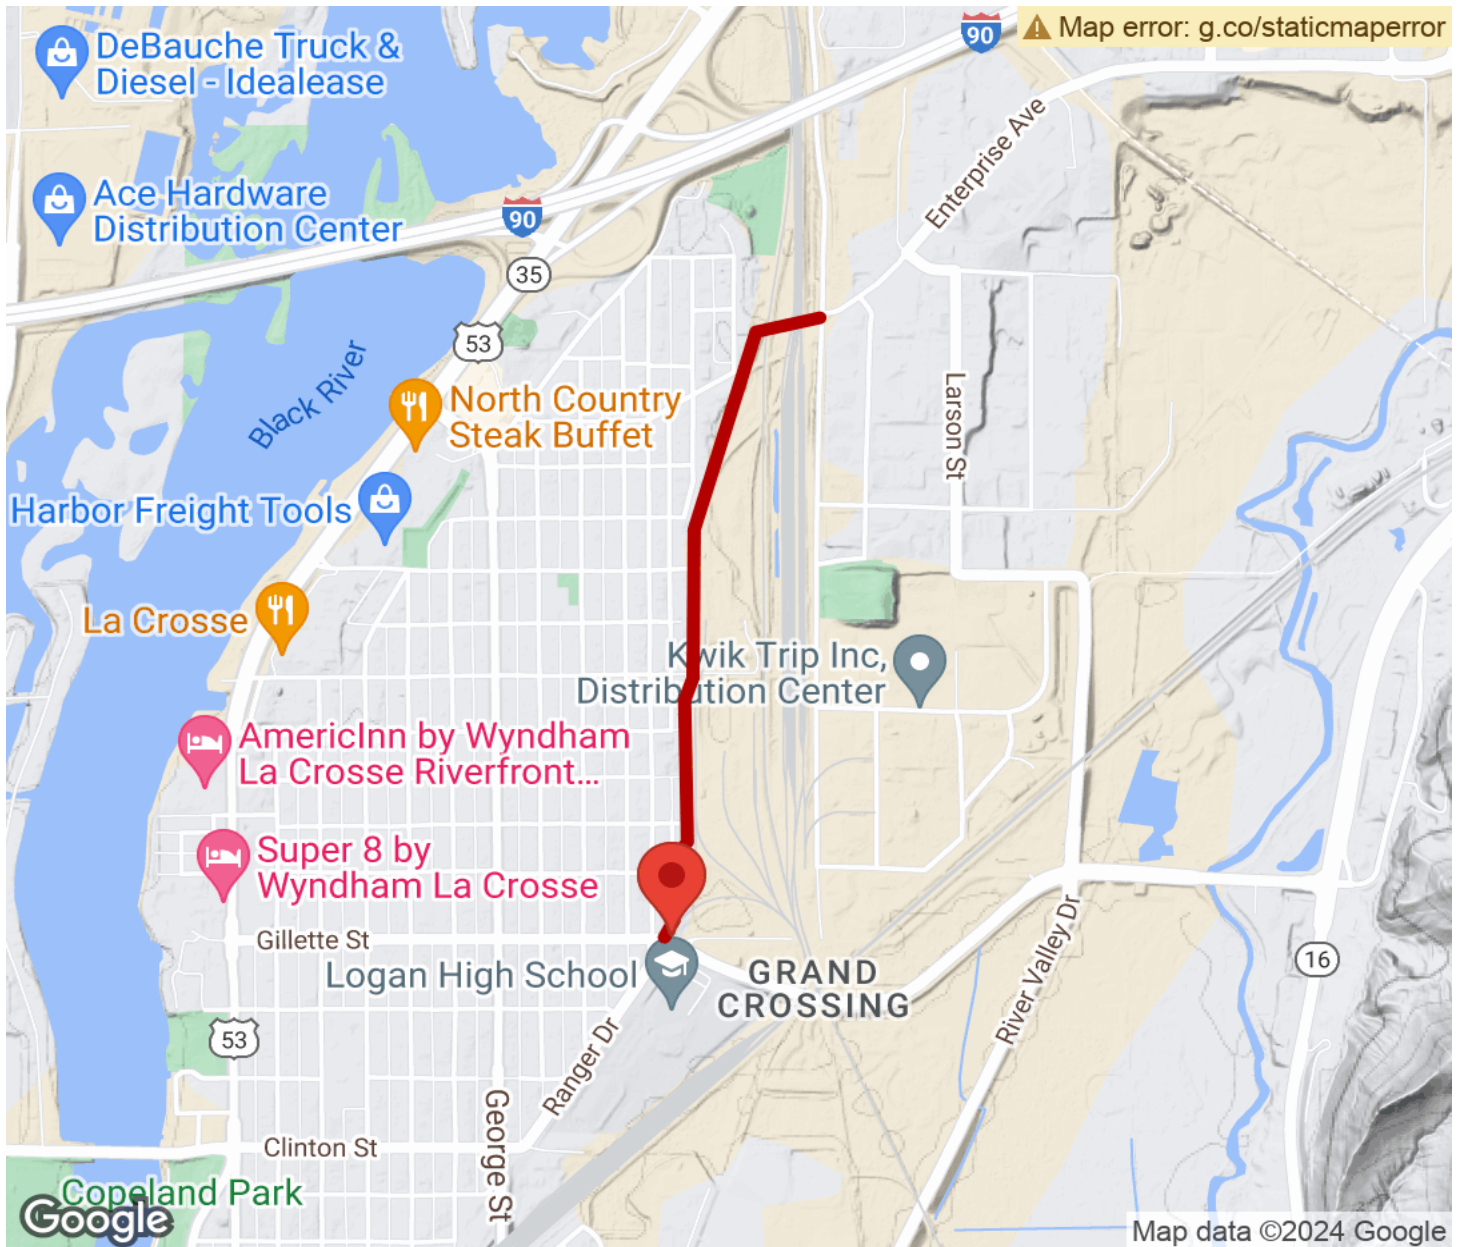 DeBauche Truck &
Diesel - Idealease
90
Map error: g.co/staticmaperror
Enterprise Ave
Ace Hardware
Distribution Center
90
35
53
Black River
North Country
Steak Buffet
Larson St
Harbor Freight Tools
La Crosse
Kwik Trip Inc,
Distribution Center
AmericInn by Wyndham
La Crosse Riverfront...
Super 8 by
Wyndham La Crosse
Gillette St
Logan High School
GRAND
CROSSING
River Valley Dr
16
53
Ranger Dr
George St
Clinton St
Copeland Park
Google
Map data ©2024 Google